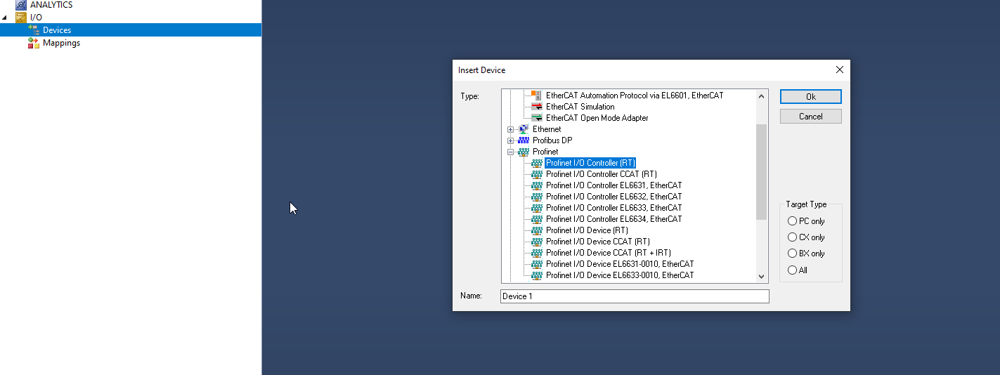 ANALYTICS
I/O
Devices
Mappings
Insert Device
Type:
EtherCAT Automation Protocol via EL6601, EtherCAT
EtherCAT Simulation
EtherCAT Open Mode Adapter
Ethernet
Profibus DP
Profinet
Profinet I/O Controller (RT)
Profinet I/O Controller CCAT (RT)
Profinet I/O Controller EL6631, EtherCAT
Profinet I/O Controller EL6632, EtherCAT
Profinet I/O Controller EL6633, EtherCAT
Profinet I/O Controller EL6634, EtherCAT
Profinet I/O Device (RT)
Profinet I/O Device CCAT (RT)
Profinet I/O Device CCAT (RT + IRT)
Profinet I/O Device EL6631-0010, EtherCAT
Profinet I/O Device EL6633-0010, EtherCAT
Name:
Device 1
Ok
Cancel
Target Type
PC only
CX only
BX only
All